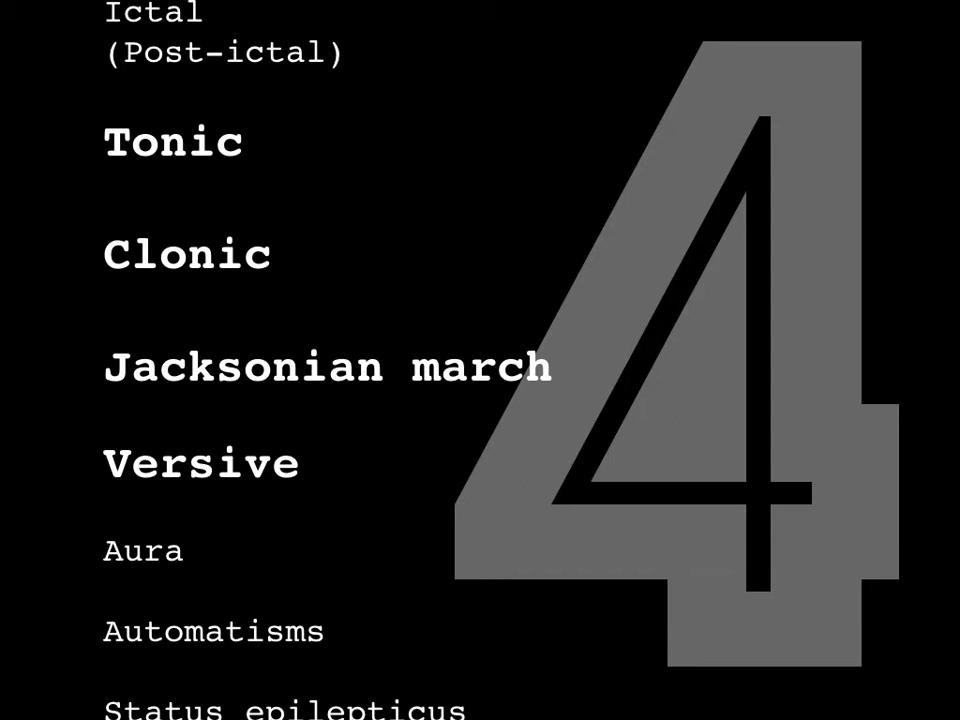 Ictal
(Post-ictal)
Tonic
Clonic
Jacksonian march
Versive
Aura
Automatisms
Status epilepticus
4